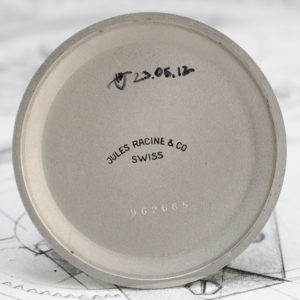 23.05.12
JULES RACINE & CO
SWISS
962665